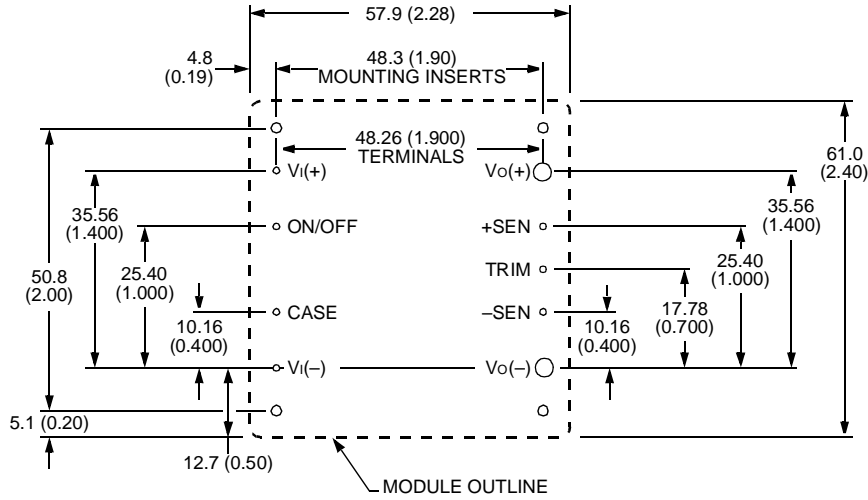 57.9 (2.28)
4.8
(0.19)
48.3 (1.90)
MOUNTING INSERTS
48.26 (1.900)
TERMINALS
VI(+)
VO(+)
61.0
(2.40)
35.56
(1.400)
35.56
(1.400)
ON/OFF
+SEN
25.40
(1.000)
25.40
(1.000)
TRIM
50.8
(2.00)
17.78
(0.700)
CASE
–SEN
10.16
(0.400)
10.16
(0.400)
VI(–)
VO(–)
5.1 (0.20)
12.7 (0.50)
MODULE OUTLINE